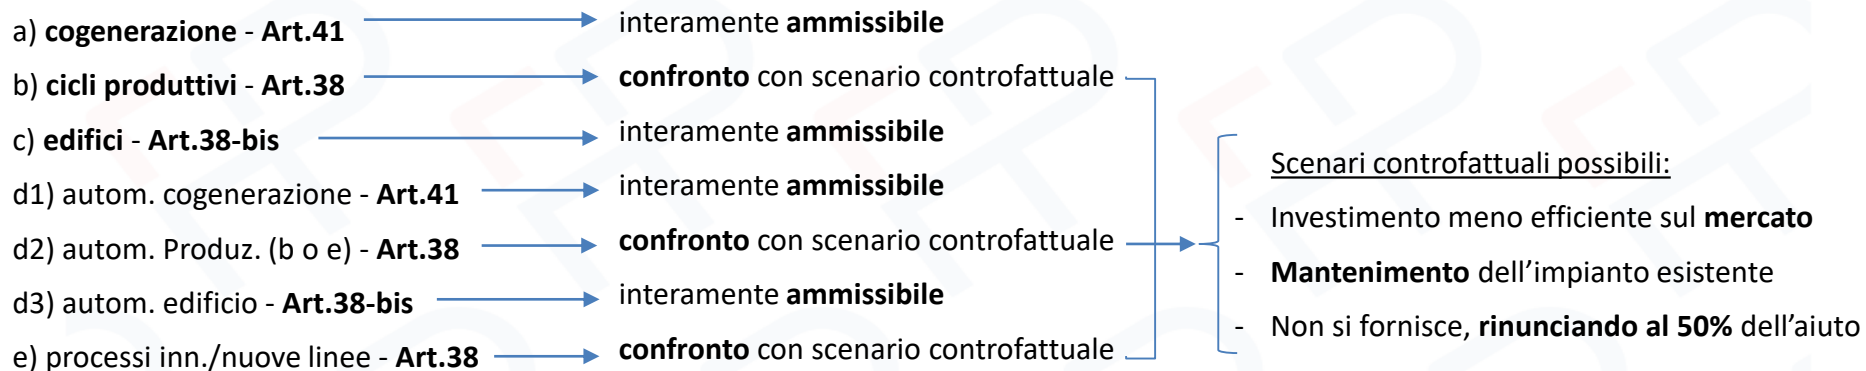 a) cogenerazione - Art.41
interamente ammissibile
b) cicli produttivi - Art.38
confronto con scenario controfattuale
c) edifici - Art.38-bis
interamente ammissibile
d1) autom. cogenerazione - Art.41
interamente ammissibile
d2) autom. Produz. (b o e) - Art.38
confronto con scenario controfattuale
d3) autom. edificio - Art.38-bis
interamente ammissibile
e) processi inn./nuove linee - Art.38
confronto con scenario controfattuale
Scenari controfattuali possibili:
- Investimento meno efficiente sul mercato
- Mantenimento dell’impianto esistente
- Non si fornisce, rinunciando al 50% dell’aiuto